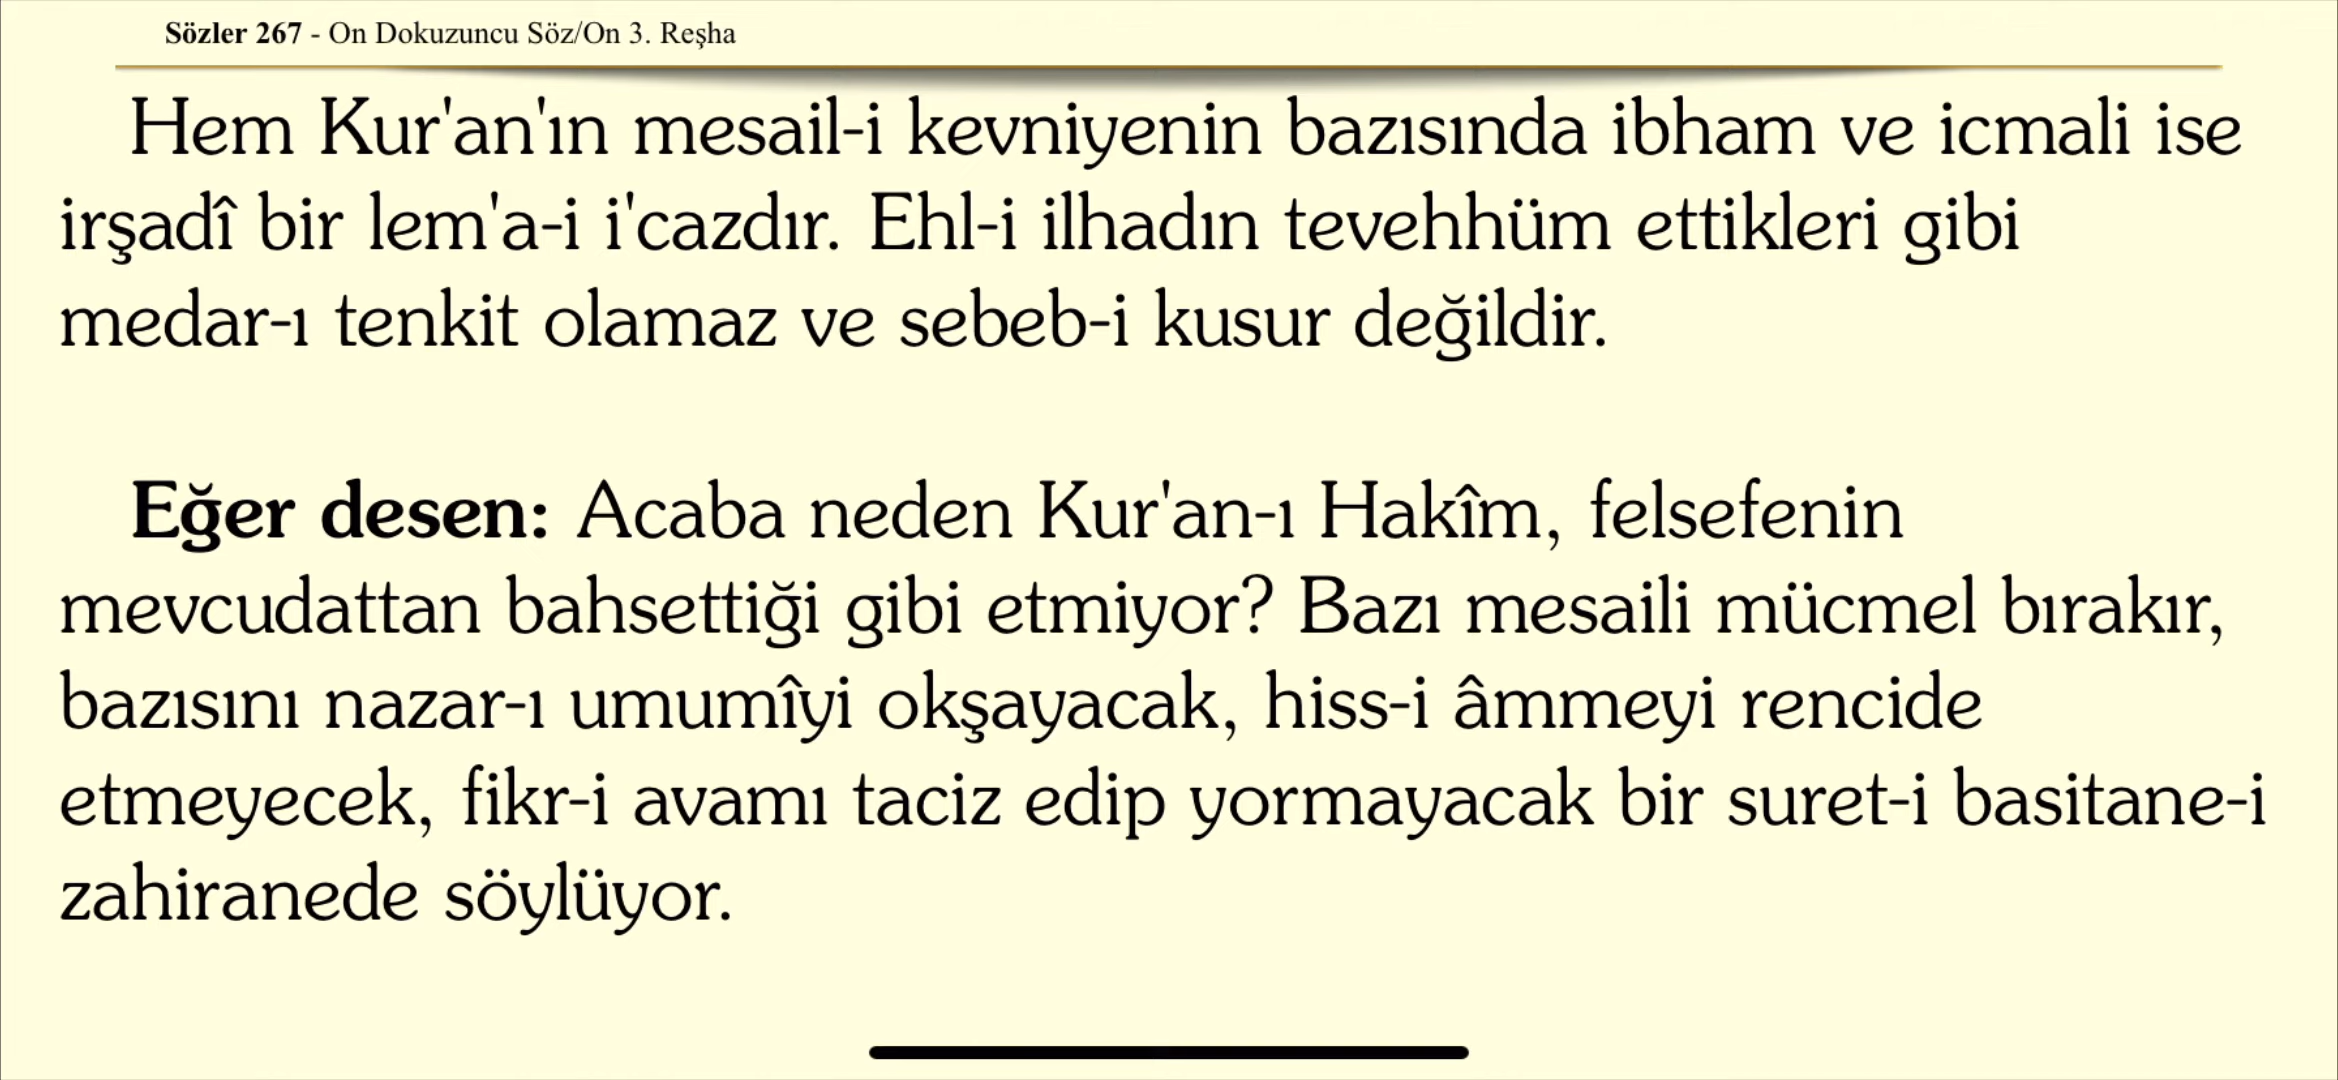 Sözler 267 - On Dokuzuncu Söz/On 3. Reşha
Hem Kur'an'ın mesail-i kevniyenin bazısında ibham ve icmali ise
irşadî bir lem'a-i i'cazdır. Ehl-i ilhadın tevehhüm ettikleri gibi
medar-ı tenkit olamaz ve sebeb-i kusur değildir.
Eğer desen: Acaba neden Kur'an-ı Hakîm, felsefenin
mevcudattan bahsettiği gibi etmiyor? Bazı mesaili mücmel bırakır,
bazısını nazar-ı umumîyi okşayacak, hiss-i âmmeyi rencide
etmeyecek, fikr-i avamı taciz edip yormayacak bir suret-i basitane-i
zahiranede söylüyor.